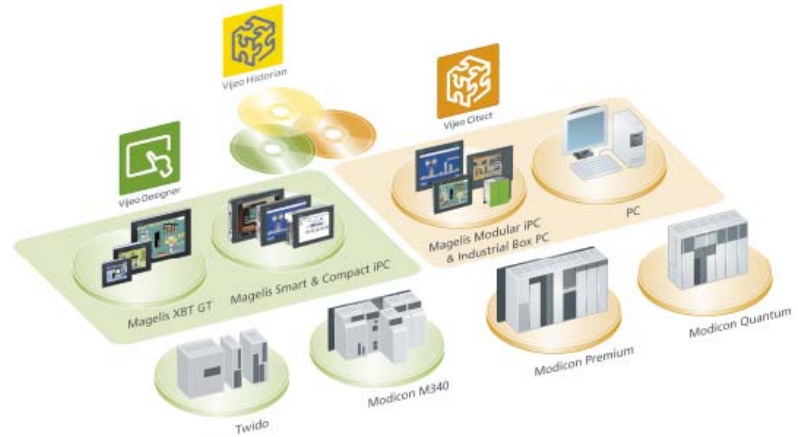 Vijeo Historian
Vijeo Citect
Vijeo Designer
PC
Magelis Modular iPC
& Industrial Box PC
Magelis Smart & Compact iPC
Magelis XBT GT
Modicon Quantum
Modicon Premium
Modicon M340
Twido